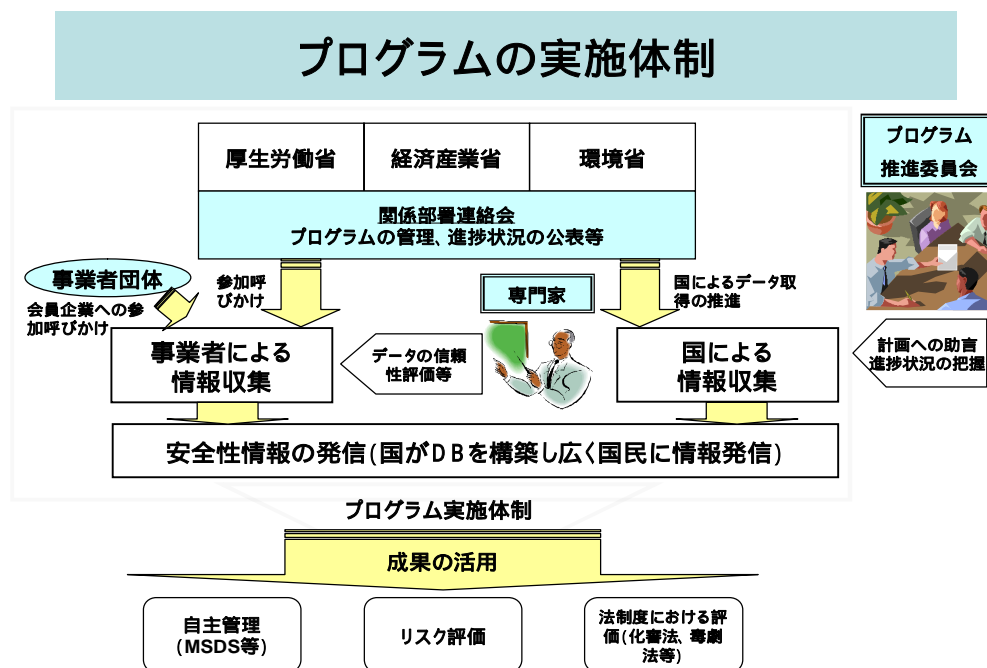 プログラムの実施体制
プログラム
推進委員会
厚生労働省
経済産業省
環境省
関係部署連絡会
プログラムの管理、進捗状況の公表等
事業者団体
会員企業への参
加呼びかけ
参加呼
びかけ
専門家
国によるデータ取
得の推進
事業者による
情報収集
データの信頼
性評価等
国による
情報収集
計画への助言
進捗状況の把握
安全性情報の発信(国がDBを構築し広く国民に情報発信)
プログラム実施体制
成果の活用
自主管理
(MSDS等)
リスク評価
法制度における評
価(化審法、毒劇
法等)